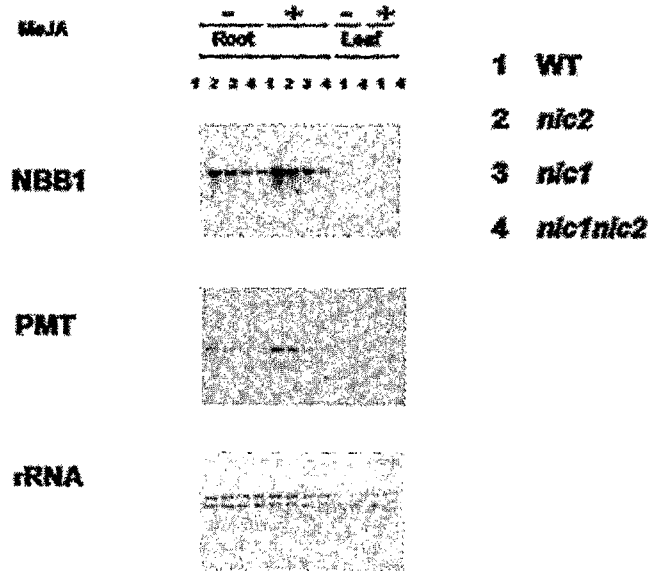 MeJA
- + - +
Root Leaf
1 2 3 4 1 2 3 4 1 4 1 4
1 WT
2 nic2
3 nic1
4 nic1nic2
NBB1
PMT
rRNA